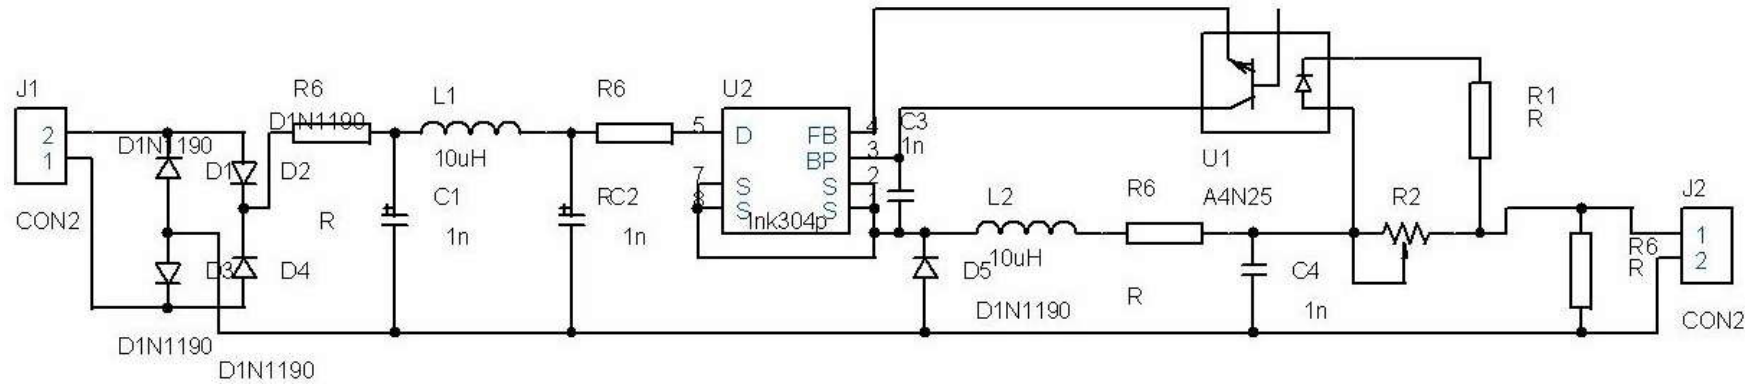 J1
2
1
CON2
D1N1190
D1
D2
D3
D4
D1N1190
D1N1190
R6
D1N1190
R
L1
10uH
C1
1n
R6
RC2
1n
U2
5
D
FB
4
BP
3
7
S
S
2
8
S
S
1
lnk304p
C3
1n
L2
10uH
D5
D1N1190
R6
R
U1
A4N25
C4
1n
R1
R
R2
R6
R
J2
1
2
CON2